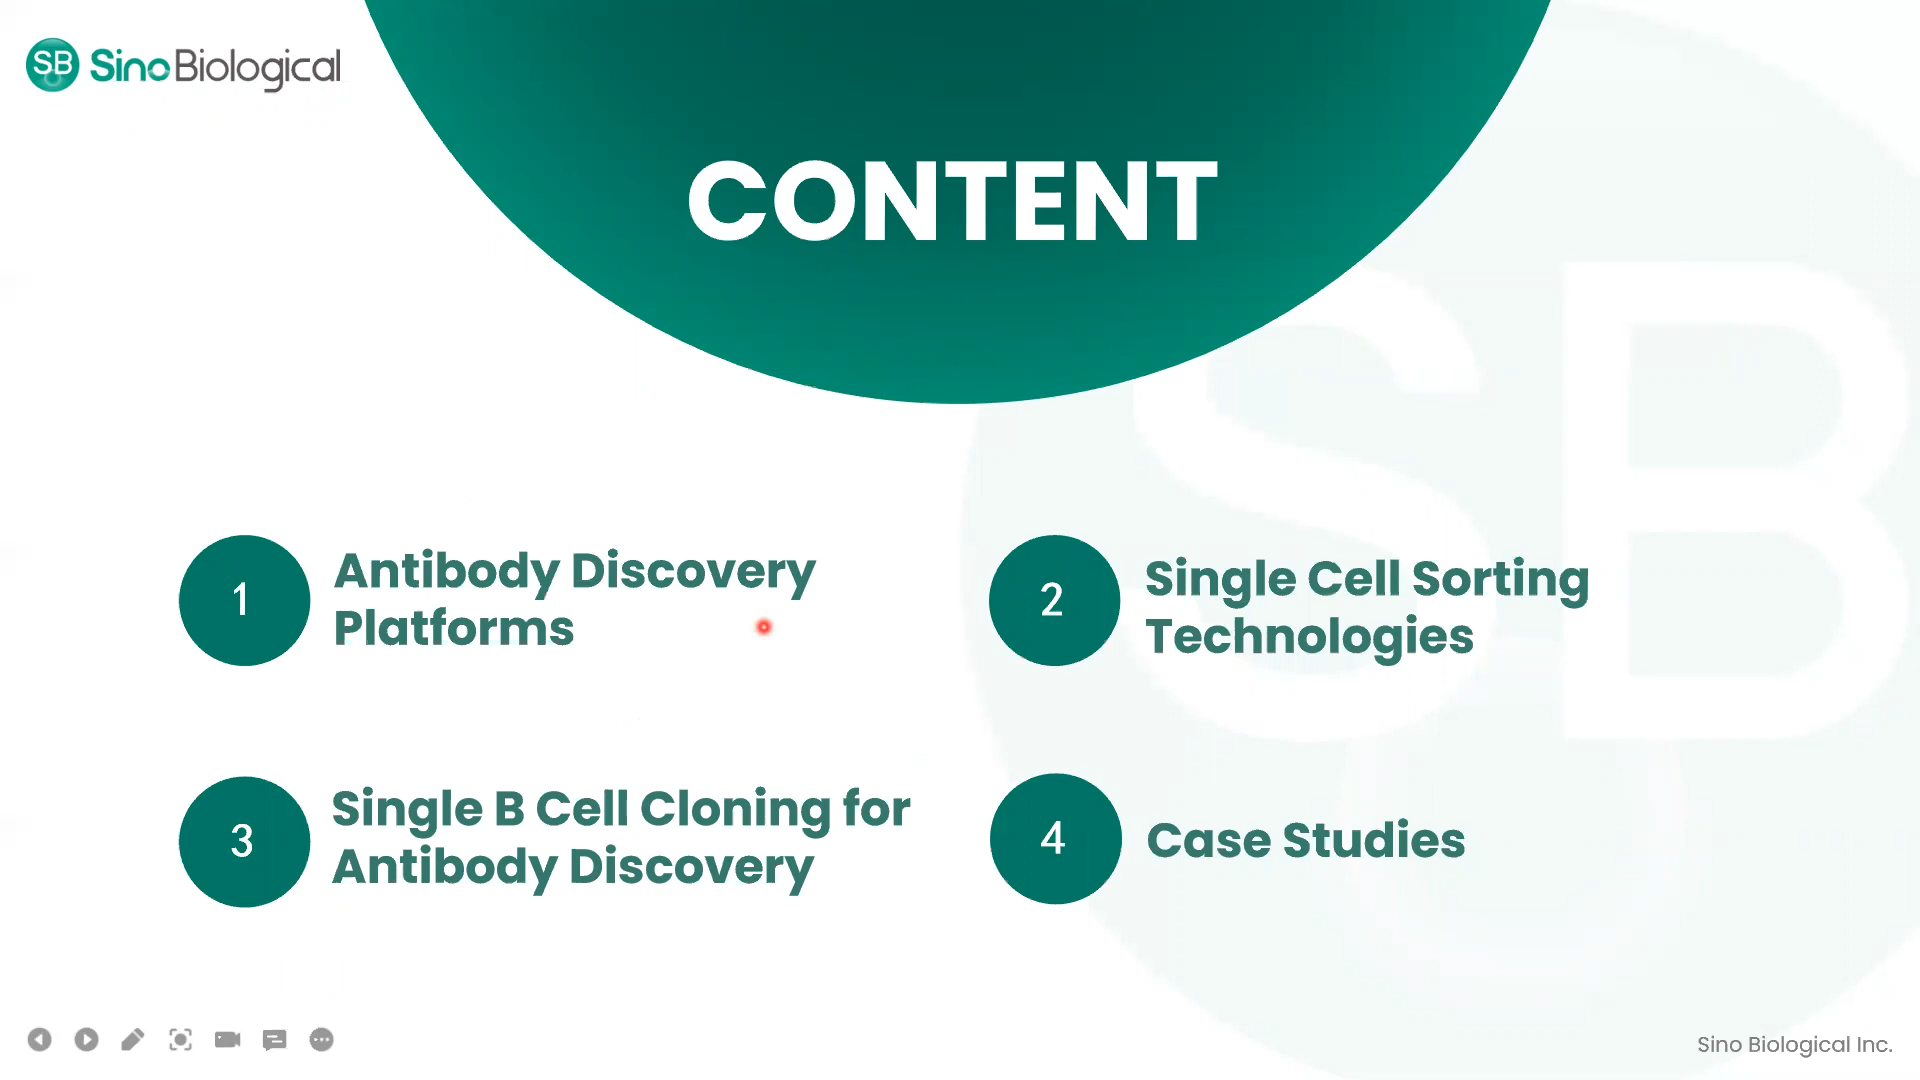 SB SinoBiological
CONTENT
1
Antibody Discovery
Platforms
2
Single Cell Sorting
Technologies
3
Single B Cell Cloning for
Antibody Discovery
4
Case Studies
SB
Sino Biological Inc.